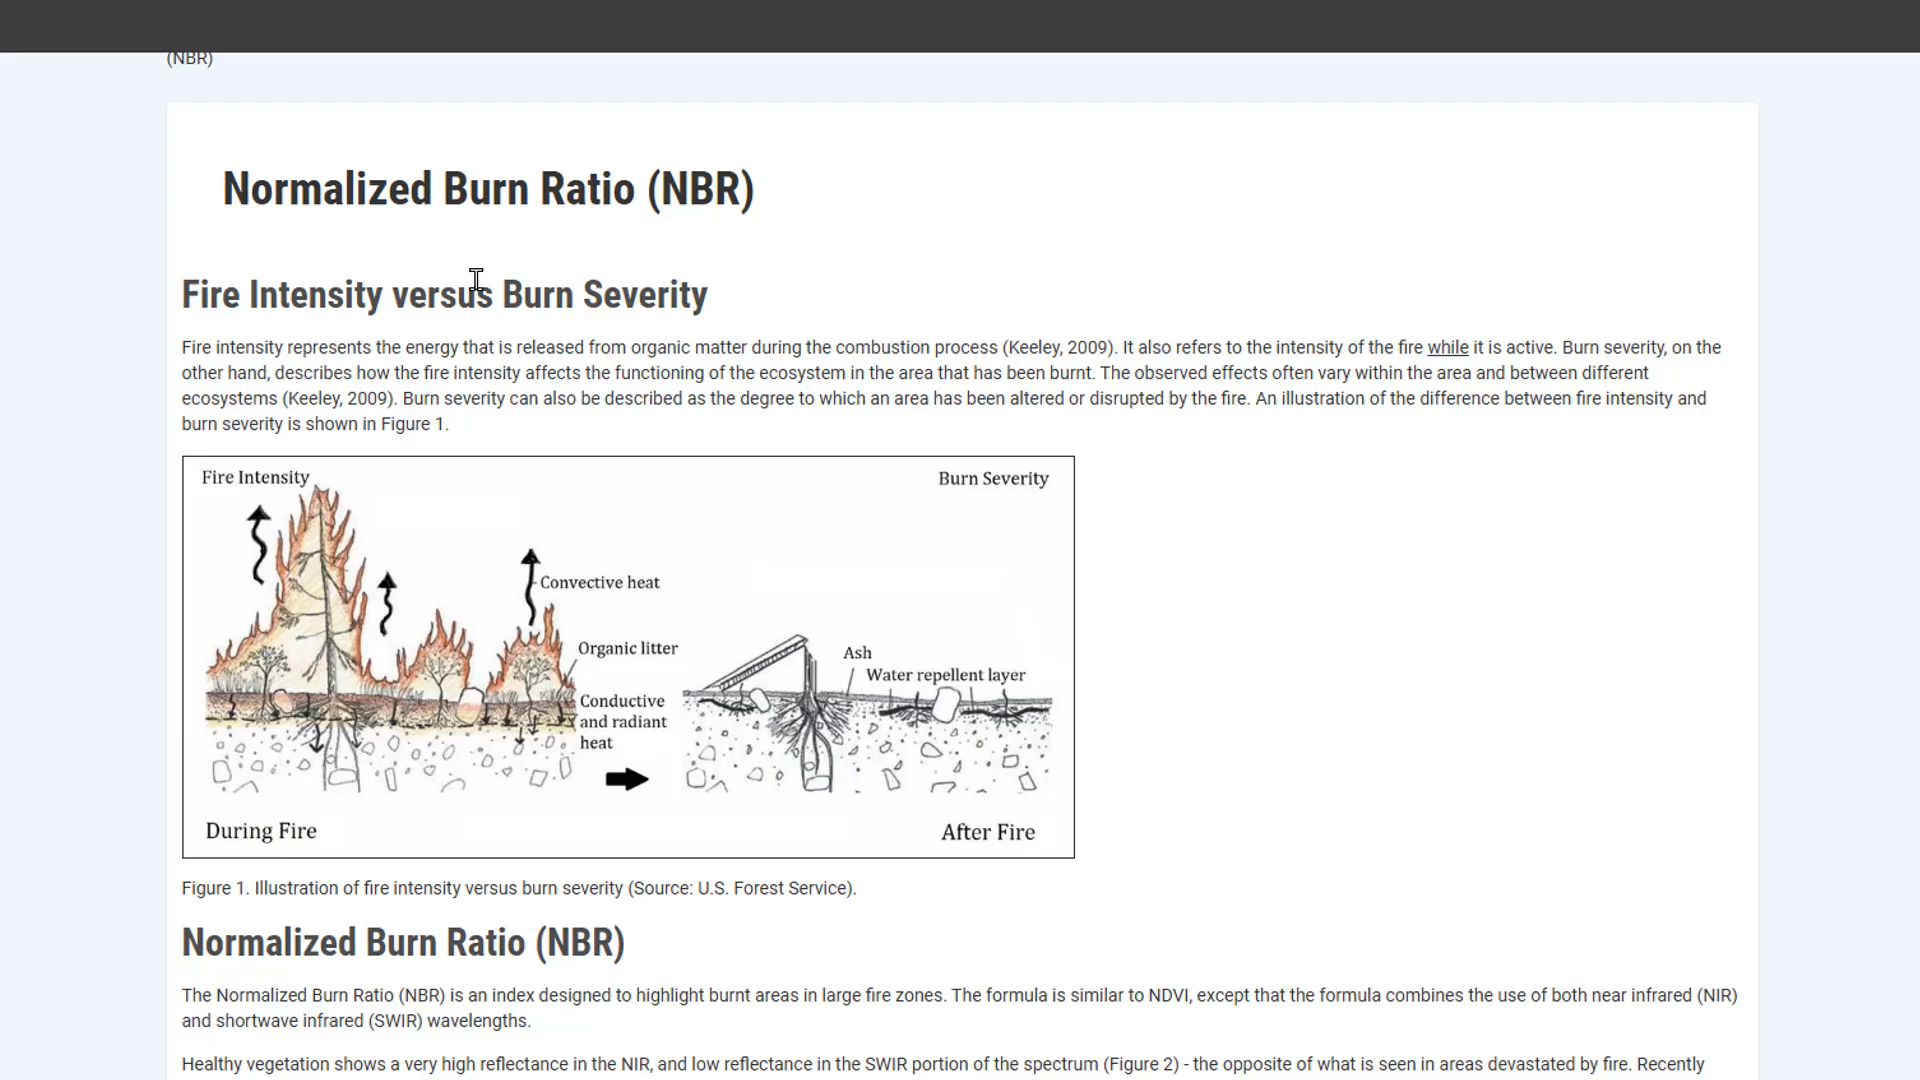 (NBR)
Normalized Burn Ratio (NBR)
Fire Intensity versus Burn Severity
Fire intensity represents the energy that is released from organic matter during the combustion process (Keeley, 2009). It also refers to the intensity of the fire while it is active. Burn severity, on the
other hand, describes how the fire intensity affects the functioning of the ecosystem in the area that has been burnt. The observed effects often vary within the area and between different
ecosystems (Keeley, 2009). Burn severity can also be described as the degree to which an area has been altered or disrupted by the fire. An illustration of the difference between fire intensity and
burn severity is shown in Figure 1.
Fire Intensity
Burn Severity
Convective heat
Organic litter
Conductive
and radiant
heat
Ash
Water repellent layer
During Fire
After Fire
Figure 1. Illustration of fire intensity versus burn severity (Source: U.S. Forest Service).
Normalized Burn Ratio (NBR)
The Normalized Burn Ratio (NBR) is an index designed to highlight burnt areas in large fire zones. The formula is similar to NDVI, except that the formula combines the use of both near infrared (NIR)
and shortwave infrared (SWIR) wavelengths.
Healthy vegetation shows a very high reflectance in the NIR, and low reflectance in the SWIR portion of the spectrum (Figure 2) - the opposite of what is seen in areas devastated by fire. Recently